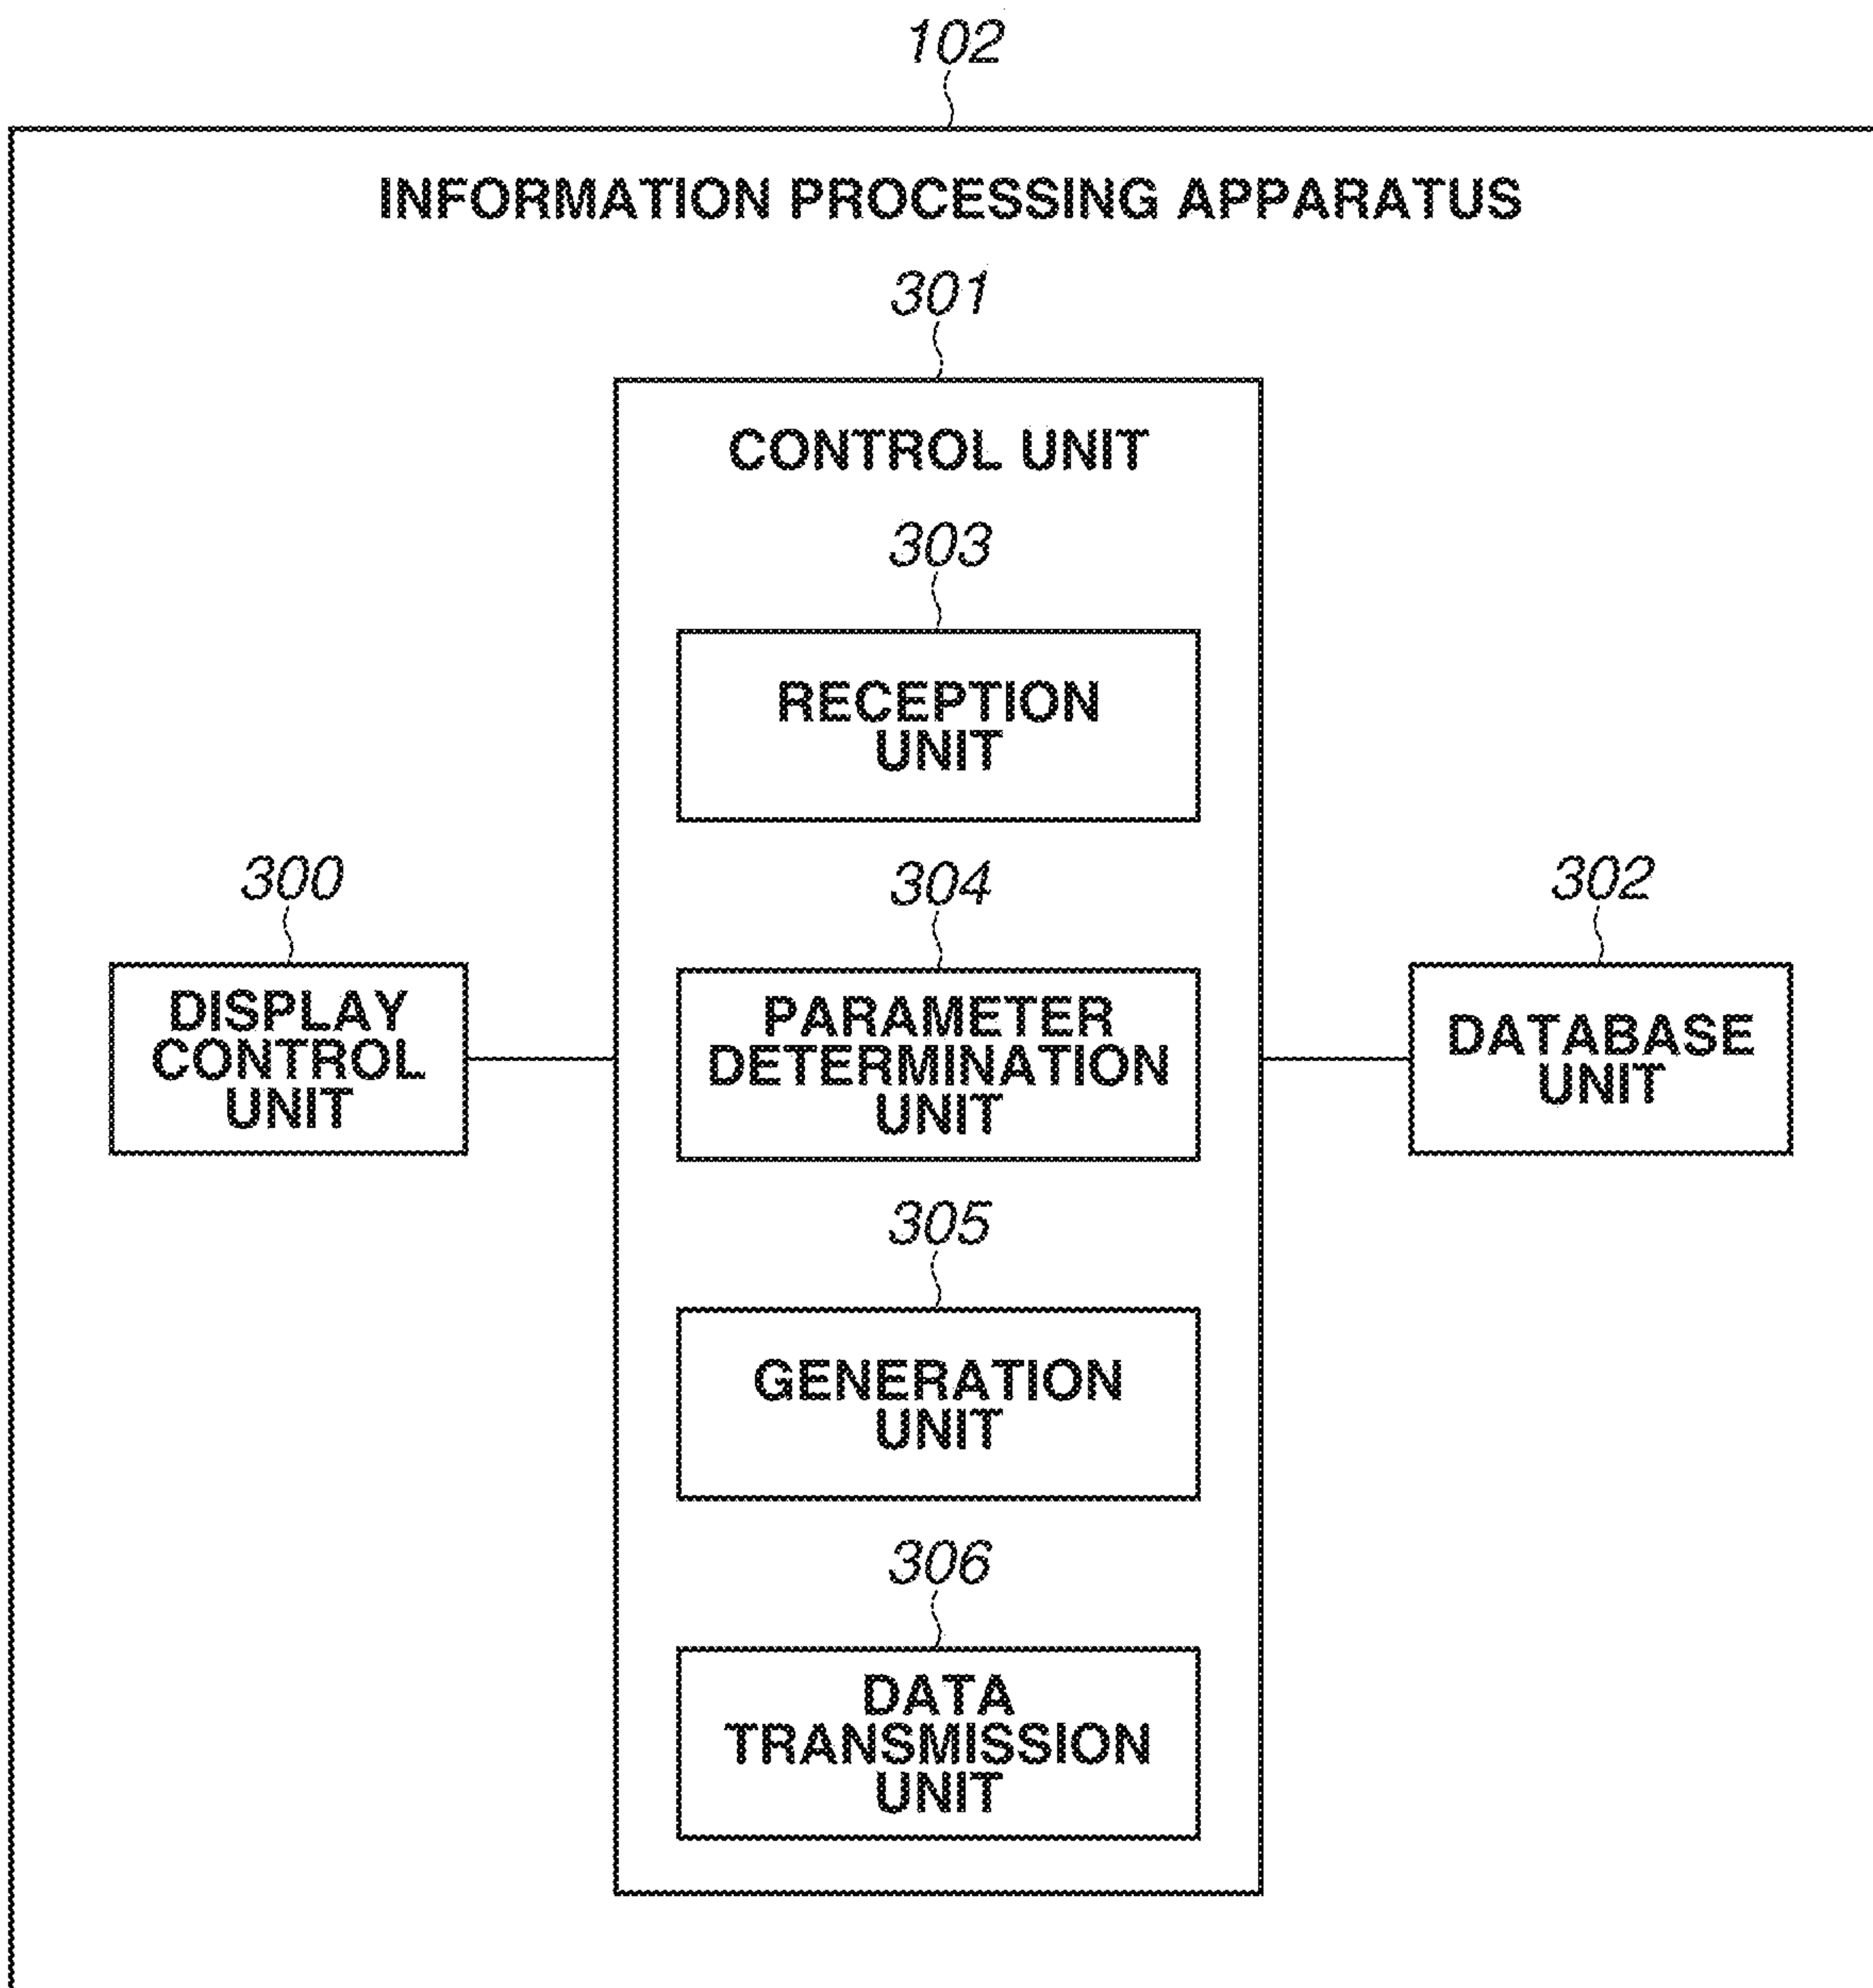 102
INFORMATION PROCESSING APPARATUS
301
CONTROL UNIT
303
RECEPTION
UNIT
300
DISPLAY
CONTROL
UNIT
304
PARAMETER
DETERMINATION
UNIT
302
DATABASE
UNIT
305
GENERATION
UNIT
306
DATA
TRANSMISSION
UNIT